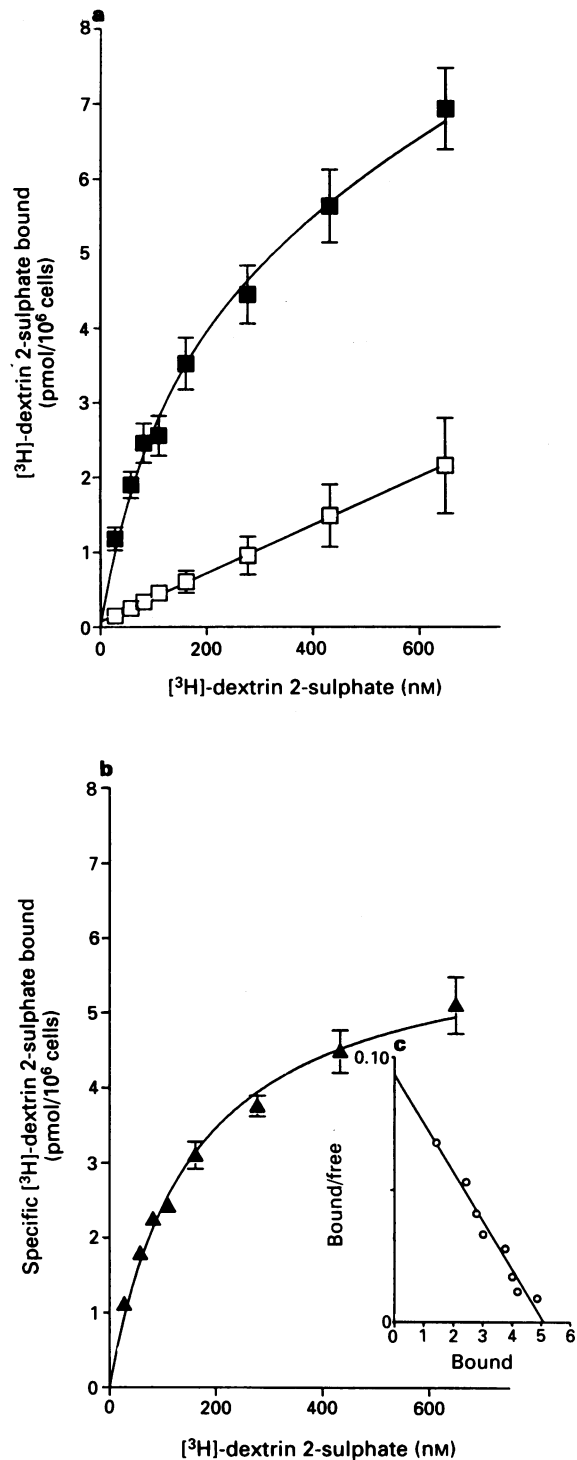 a
8
7
6
5
4
3
2
1
0
[³H]-dextrin 2-sulphate bound
(pmol/10⁶ cells)
0 200 400 600
[³H]-dextrin 2-sulphate (nM)
b
8
7
6
5
4
3
2
1
0
Specific [³H]-dextrin 2-sulphate bound
(pmol/10⁶ cells)
c
0.10
0
Bound/free
0 1 2 3 4 5 6
Bound
0 200 400 600
[³H]-dextrin 2-sulphate (nM)